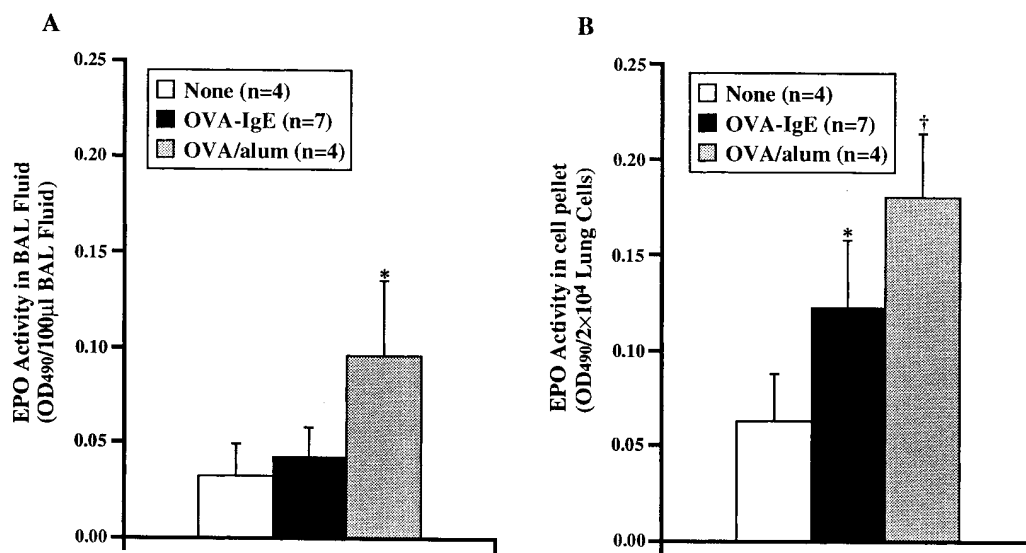 A
EPO Activity in BAL Fluid
(OD490/100µl BAL Fluid)
0.25
0.20
0.15
0.10
0.05
0.00
None (n=4)
OVA-IgE (n=7)
OVA/alum (n=4)
*
B
EPO Activity in cell pellet
(OD490/2×10⁴ Lung Cells)
0.25
0.20
0.15
0.10
0.05
0.00
None (n=4)
OVA-IgE (n=7)
OVA/alum (n=4)
*
†